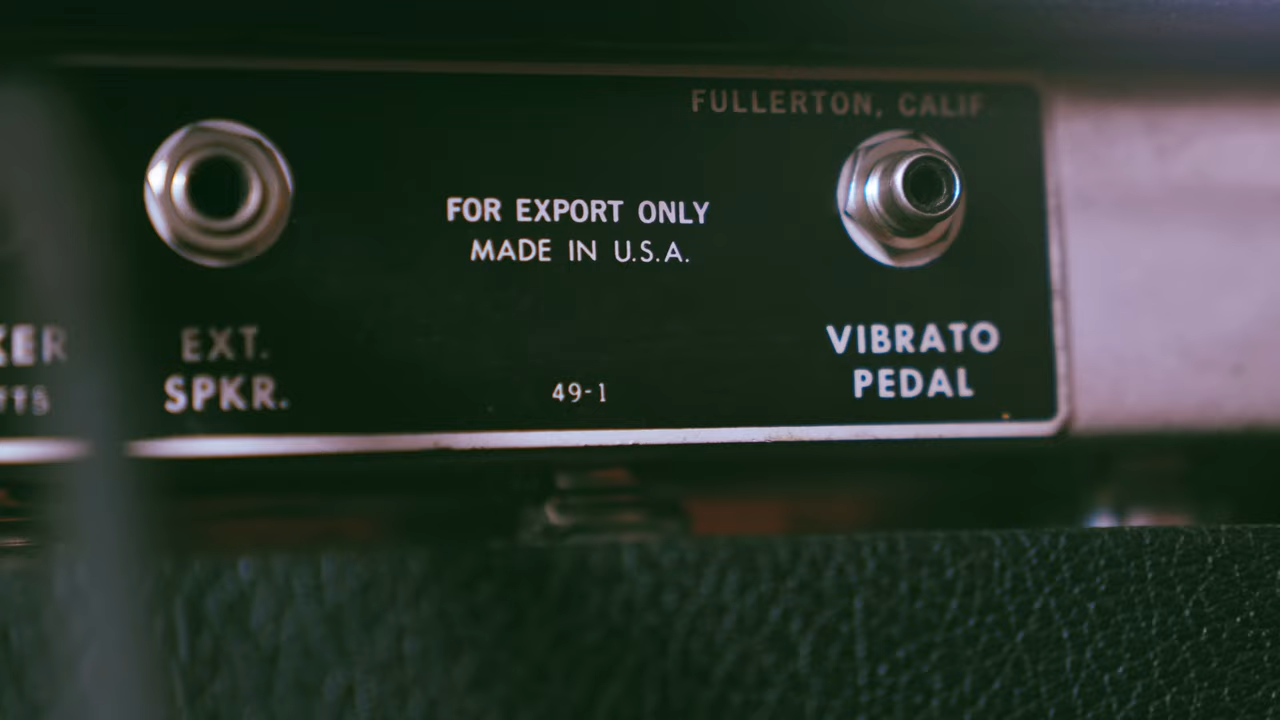 FULLERTON, CALIF.
FOR EXPORT ONLY
MADE IN U.S.A.
EXT.
SPKR.
49-1
VIBRATO
PEDAL